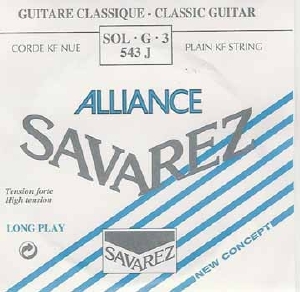 GUITARE CLASSIQUE - CLASSIC GUITAR
CORDE KF NUE
SOL · G · 3
543 J
PLAIN KF STRING
ALLIANCE
SAVAREZ
Tension forte
High tension
LONG PLAY
SAVAREZ
NEW CONCEPT